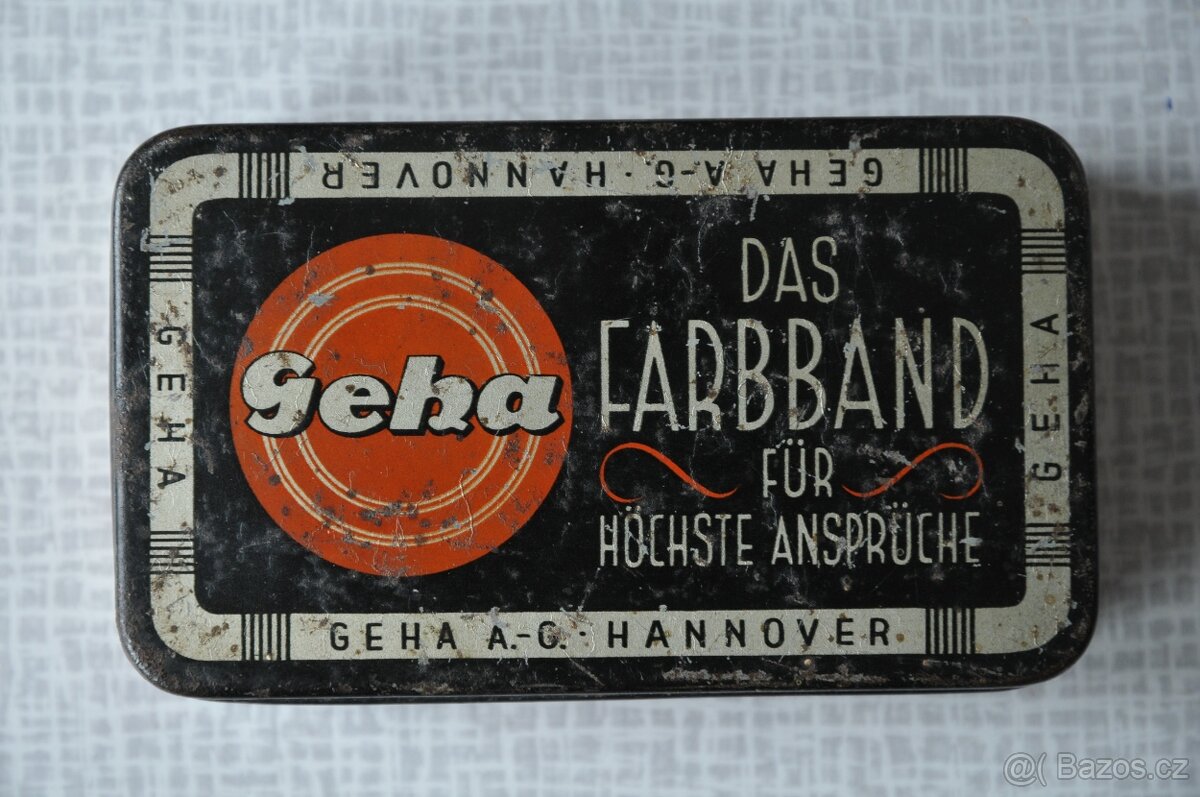 GEHA A.-G. · HANNOVER
GEHA
Geha
DAS
FARBBAND
FÜR
HÖCHSTE ANSPRÜCHE
GEHA
GEHA A.-G. · HANNOVER
@( Bazos.cz